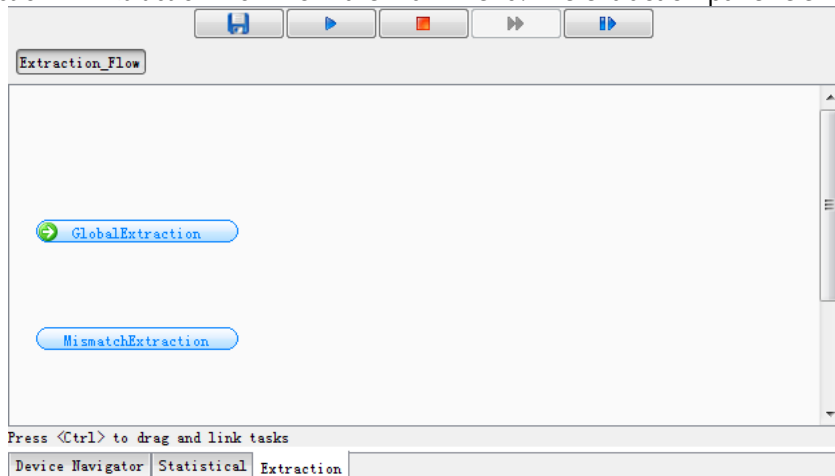 Extraction_Flow
GlobalExtraction
MismatchExtraction
Press <Ctrl> to drag and link tasks
Device Navigator Statistical Extraction